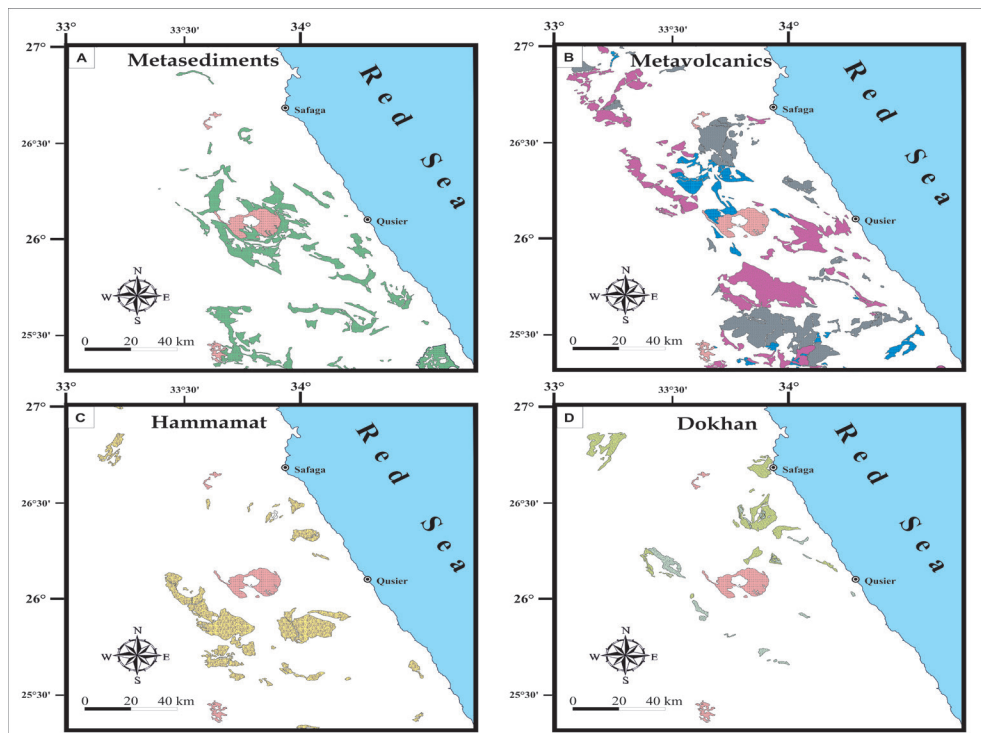 33°
33°30'
34°
27°
26°30'
26°
25°30'
A
Metasediments
Red Sea
Safaga
Qusier
N
W E
S
0 20 40 km
33°
33°30'
34°
27°
26°30'
26°
25°30'
B
Metavolcanics
Red Sea
Safaga
Qusier
N
W E
S
0 20 40 km
33°30'
34°
27°
26°30'
26°
25°30'
C
Hammamat
Red Sea
Safaga
Qusier
N
W E
S
0 20 40 km
33°30'
34°
27°
26°30'
26°
25°30'
D
Dokhan
Red Sea
Safaga
Qusier
N
W E
S
0 20 40 km